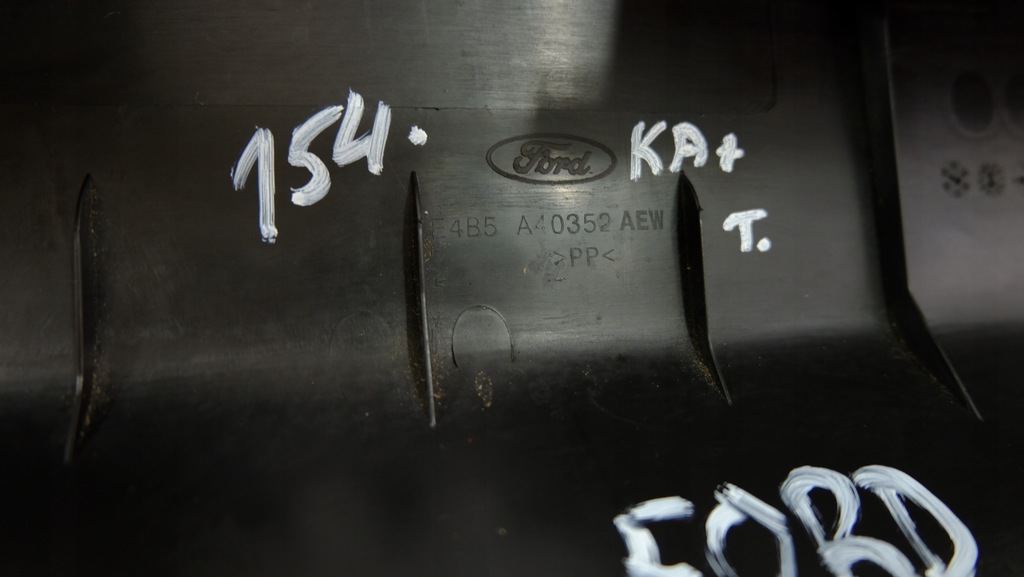 154.
Ford
KA+
T.
E4B5 A40352 AEW
>PP<
FORD